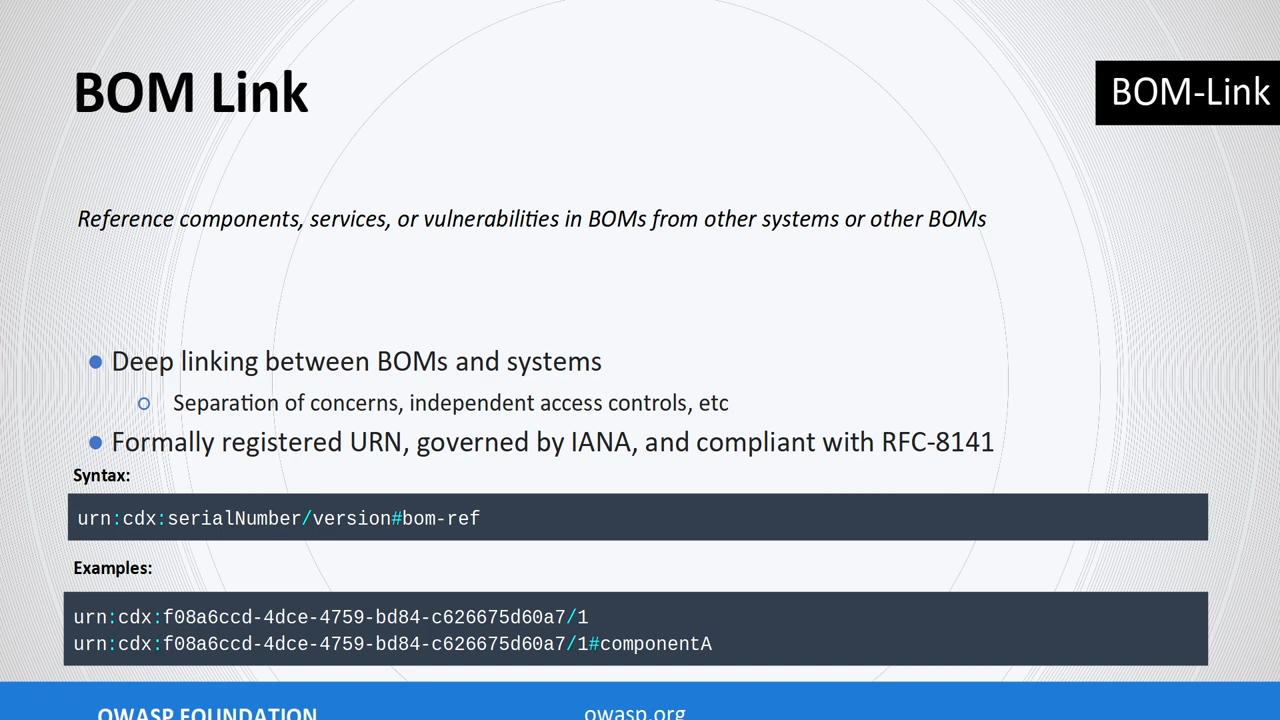 BOM Link
BOM-Link
Reference components, services, or vulnerabilities in BOMs from other systems or other BOMs
Deep linking between BOMs and systems
Separation of concerns, independent access controls, etc
Formally registered URN, governed by IANA, and compliant with RFC-8141
Syntax:
urn:cdx:serialNumber/version#bom-ref
Examples:
urn:cdx:f08a6ccd-4dce-4759-bd84-c626675d60a7/1
urn:cdx:f08a6ccd-4dce-4759-bd84-c626675d60a7/1#componentA
OWASP FOUNDATION
owasp.org